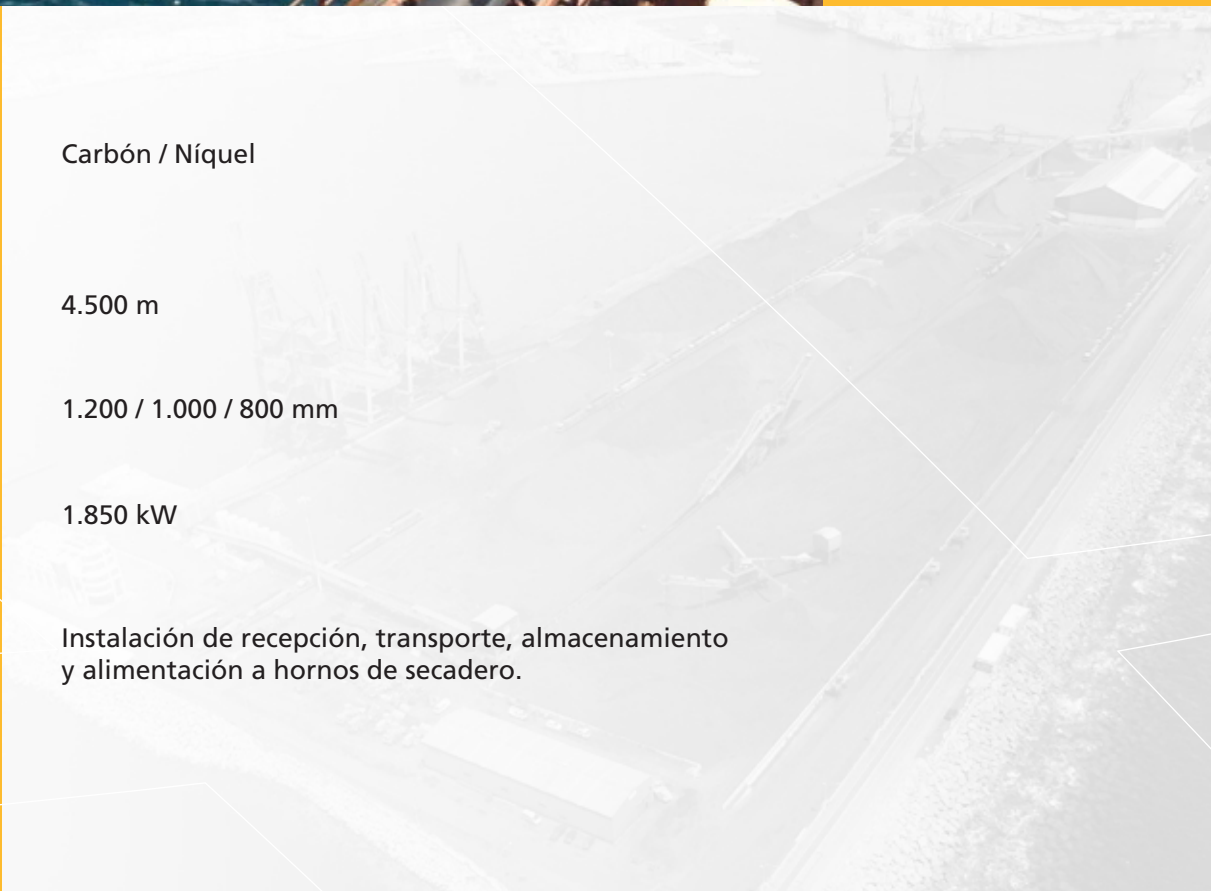 Carbón / Níquel
4.500 m
1.200 / 1.000 / 800 mm
1.850 kW
Instalación de recepción, transporte, almacenamiento
y alimentación a hornos de secadero.